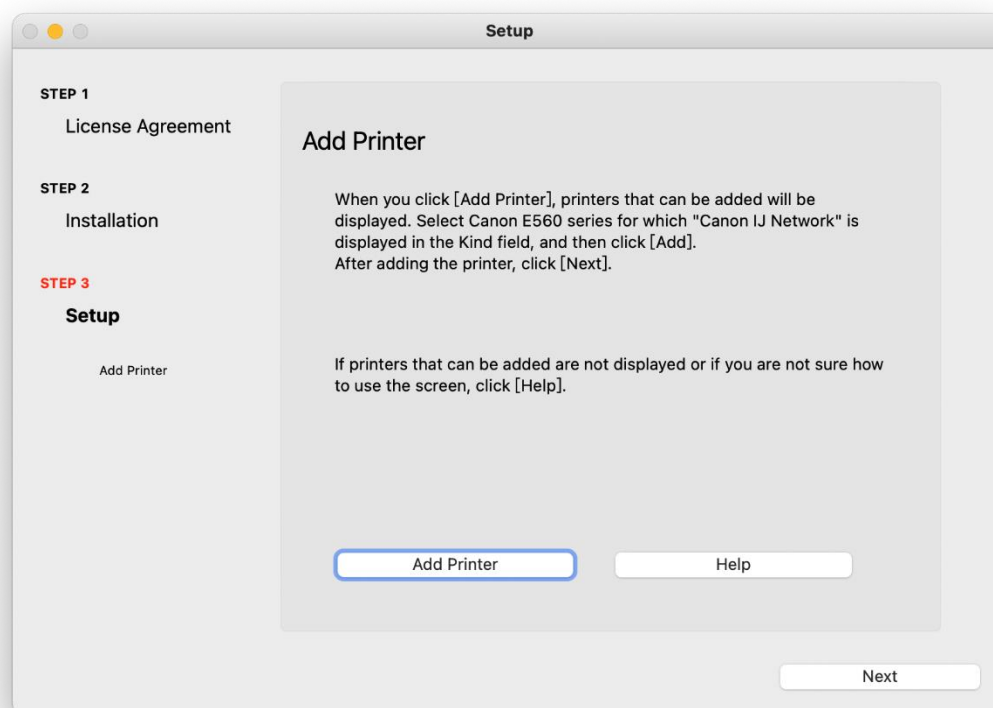 Setup
STEP 1
License Agreement
STEP 2
Installation
STEP 3
Setup
Add Printer
Add Printer
When you click [Add Printer], printers that can be added will be
displayed. Select Canon E560 series for which "Canon IJ Network" is
displayed in the Kind field, and then click [Add].
After adding the printer, click [Next].
If printers that can be added are not displayed or if you are not sure how
to use the screen, click [Help].
Add Printer
Help
Next